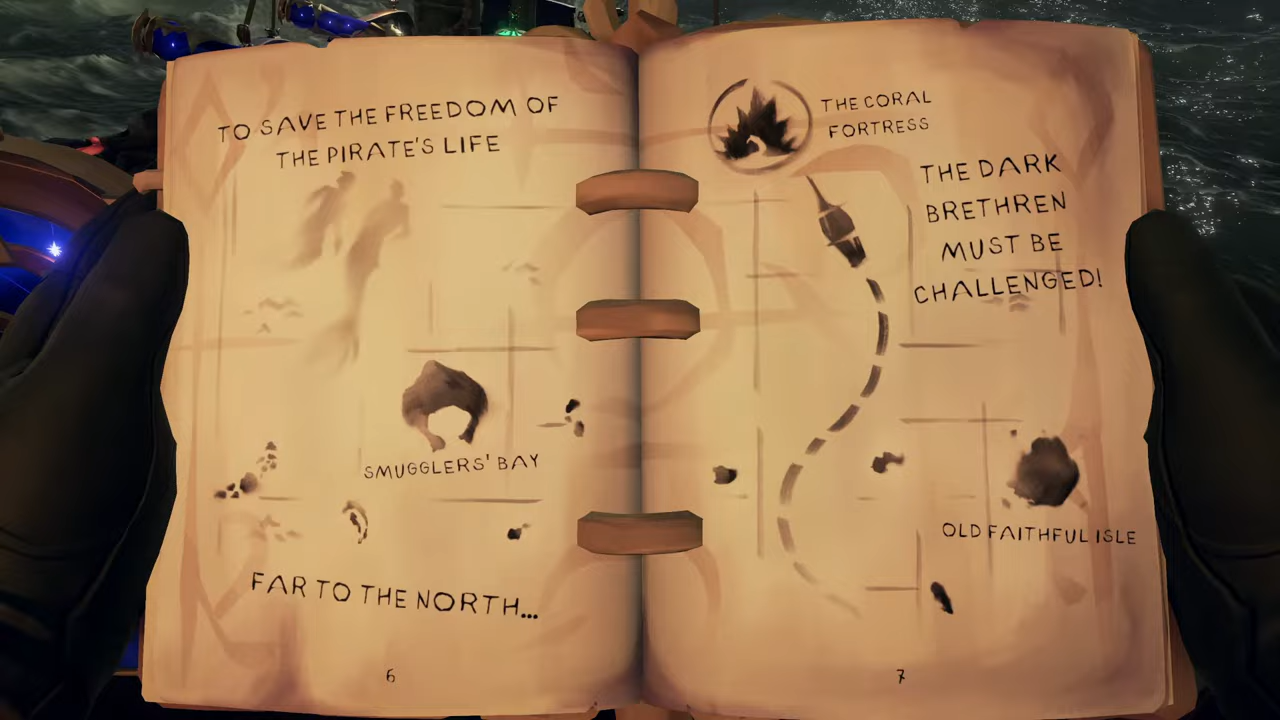 TO SAVE THE FREEDOM OF
THE PIRATE'S LIFE
SMUGGLERS' BAY
FAR TO THE NORTH...
6
THE CORAL
FORTRESS
THE DARK
BRETHREN
MUST BE
CHALLENGED!
OLD FAITHFUL ISLE
7